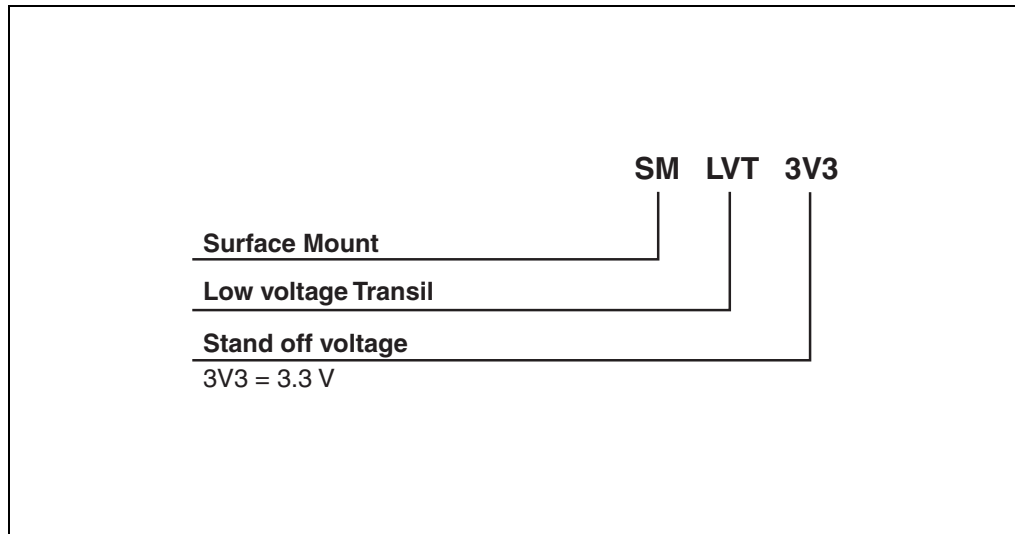 SM LVT 3V3
Surface Mount
Low voltage Transil
Stand off voltage
3V3 = 3.3 V